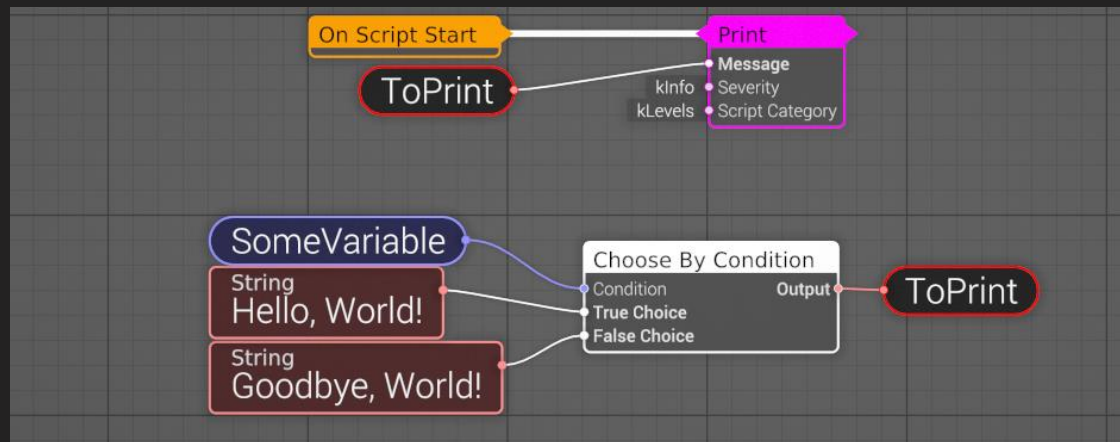 On Script Start
Print
ToPrint
Message
kInfo Severity
kLevels Script Category
SomeVariable
String
Hello, World!
String
Goodbye, World!
Choose By Condition
Condition Output
True Choice
False Choice
ToPrint